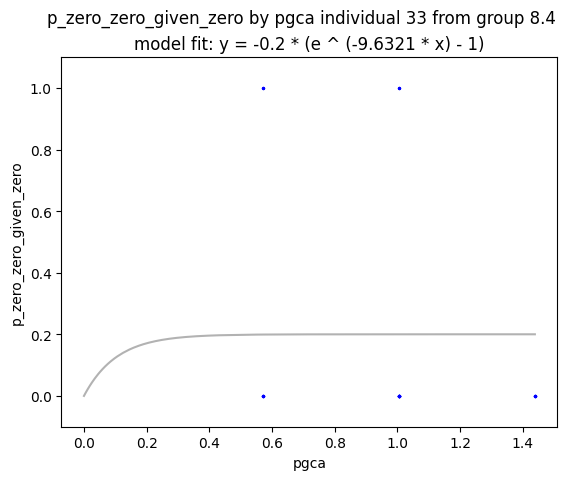 p_zero_zero_given_zero by pgca individual 33 from group 8.4
model fit: y = -0.2 * (e ^ (-9.6321 * x) - 1)
1.0
0.8
0.6
0.4
0.2
0.0
p_zero_zero_given_zero
0.0 0.2 0.4 0.6 0.8 1.0 1.2 1.4
pgca